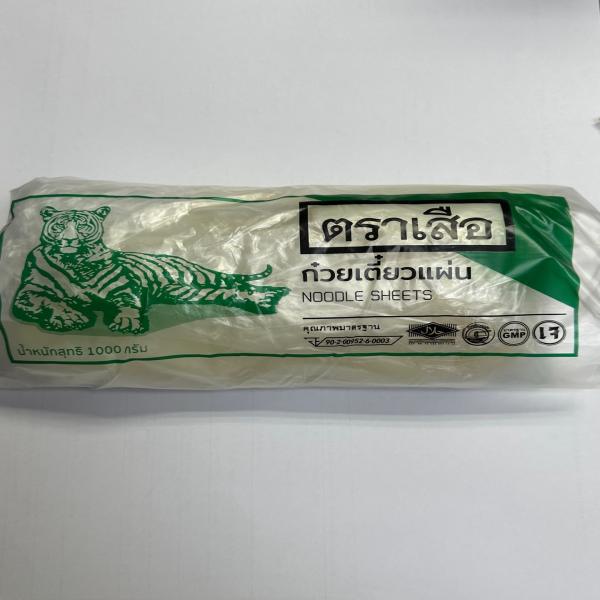 ตราเสือ
ก๋วยเตี๋ยวแผ่น
NOODLE SHEETS
คุณภาพมาตรฐาน
90-2-00952-6-0003
GMP
เจ
น้ำหนักสุทธิ 1000 กรัม